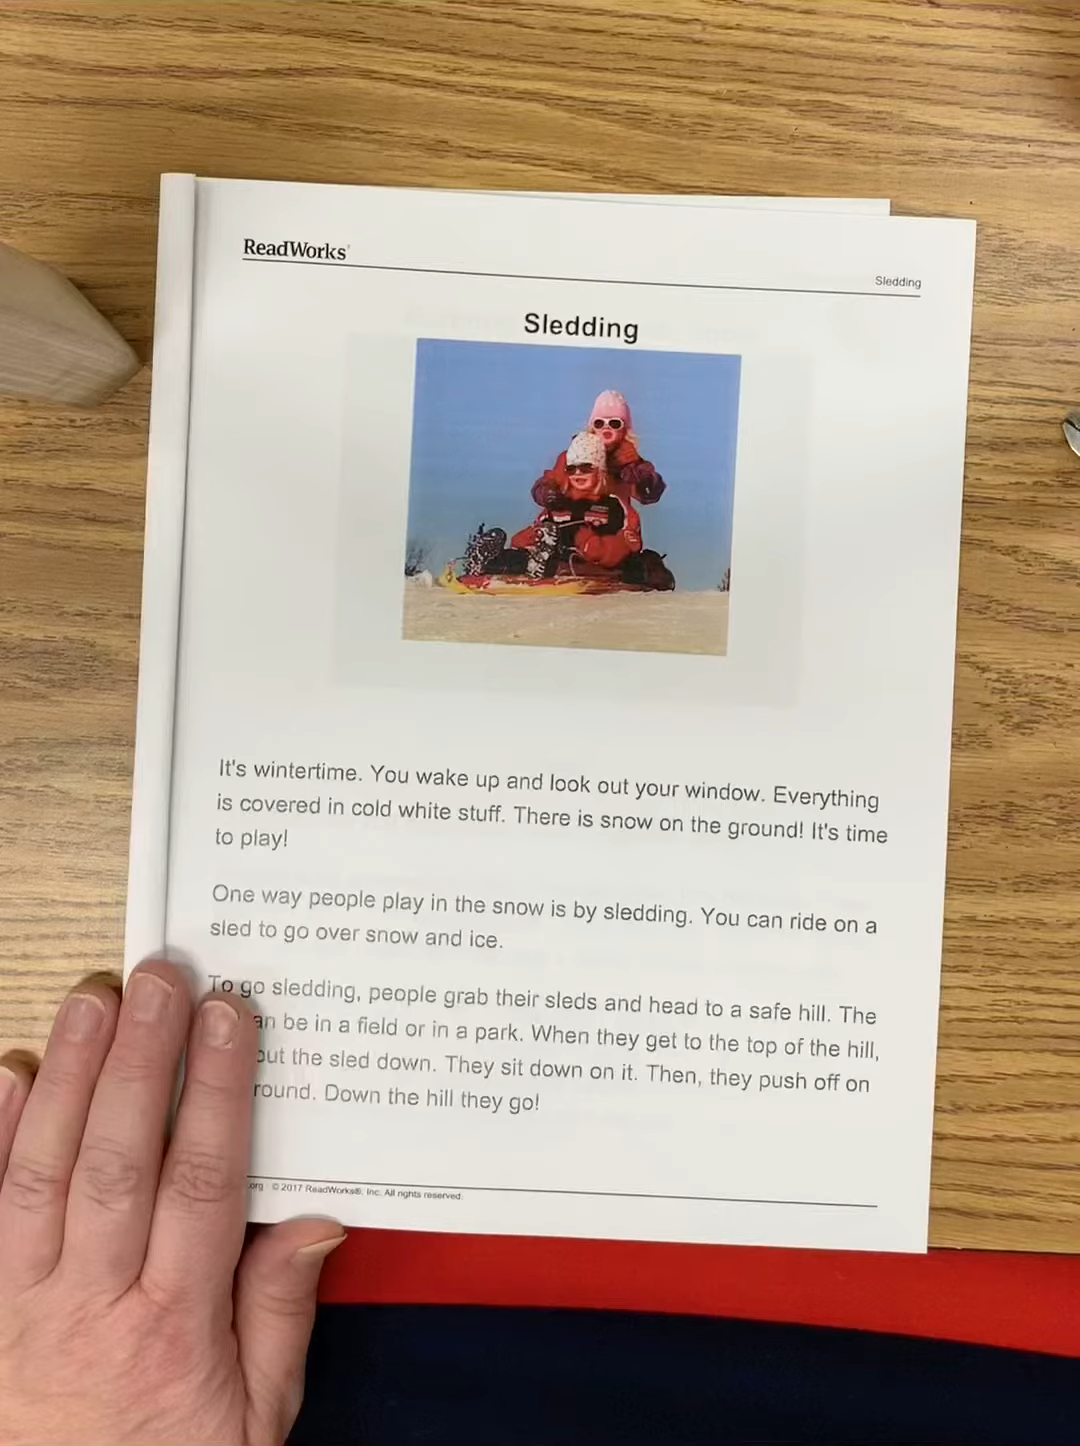 ReadWorks
Sledding
Sledding
It's wintertime. You wake up and look out your window. Everything
is covered in cold white stuff. There is snow on the ground! It's time
to play!
One way people play in the snow is by sledding. You can ride on a
sled to go over snow and ice.
To go sledding, people grab their sleds and head to a safe hill. The
an be in a field or in a park. When they get to the top of the hill,
put the sled down. They sit down on it. Then, they push off on
round. Down the hill they go!
.org © 2017 ReadWorks®, Inc. All rights reserved.